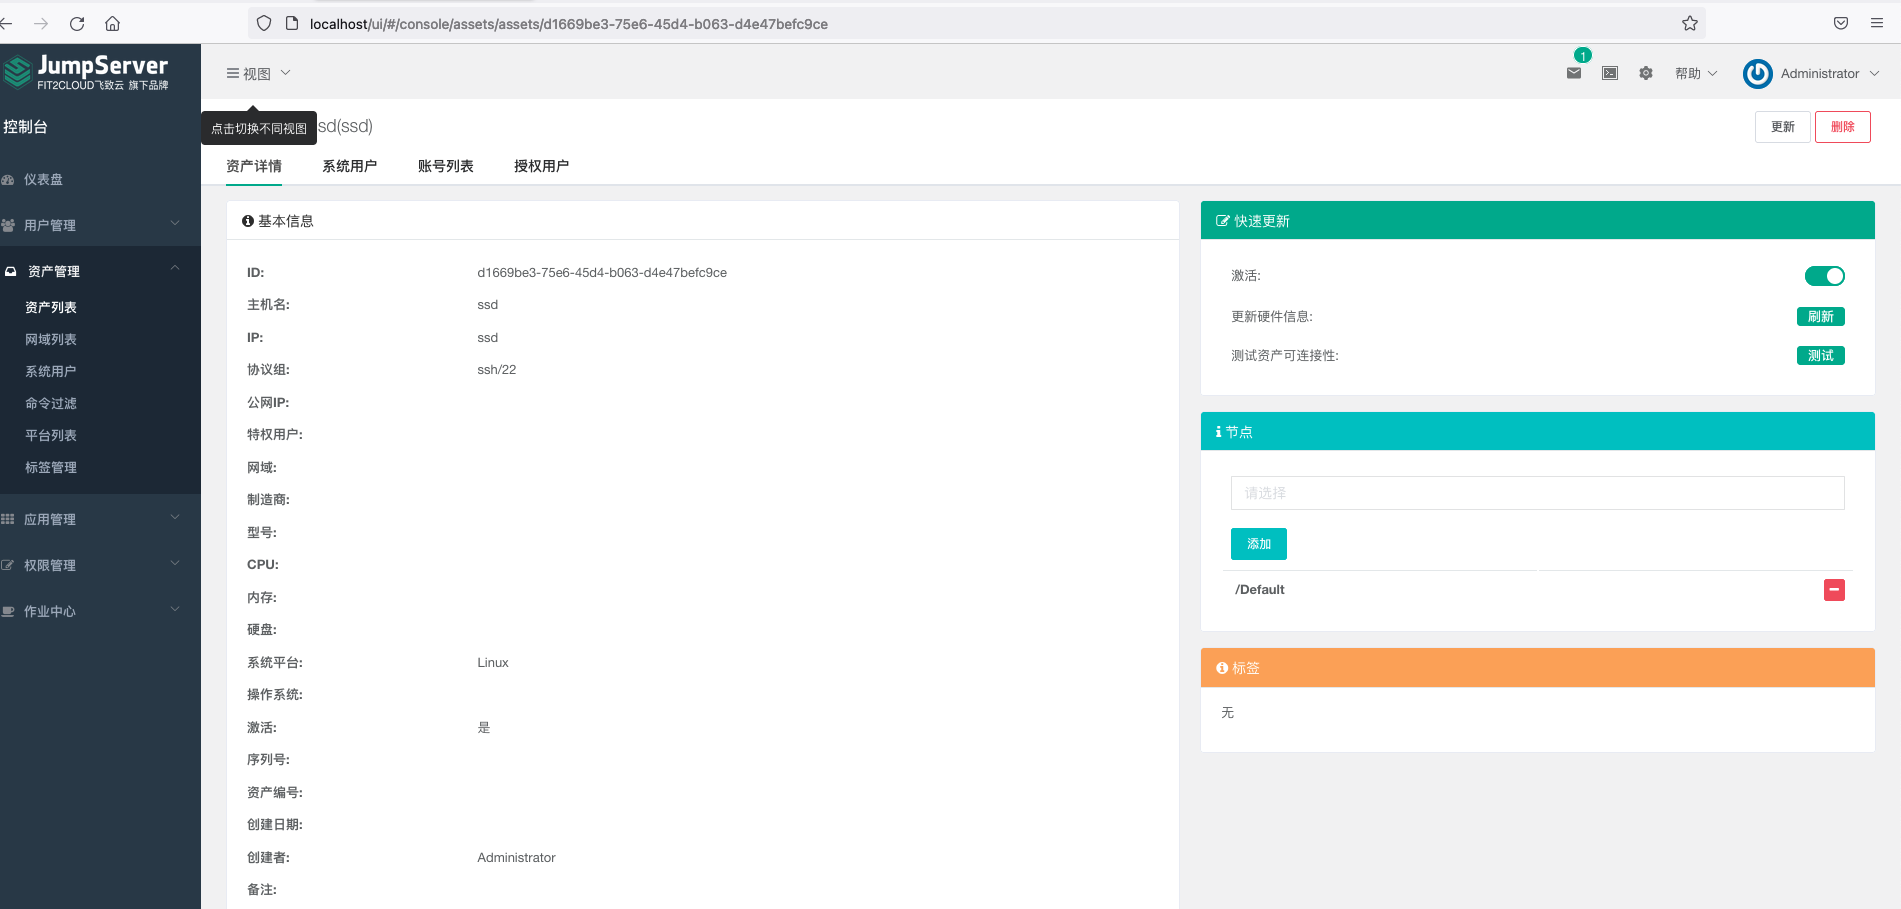 localhost/ui/#/console/assets/assets/d1669be3-75e6-45d4-b063-d4e47befc9ce
JumpServer
FIT2CLOUD飞致云 旗下品牌
控制台
仪表盘
用户管理
资产管理
资产列表
网域列表
系统用户
命令过滤
平台列表
标签管理
应用管理
权限管理
作业中心
视图
1
帮助
Administrator
点击切换不同视图
sd(ssd)
更新
删除
资产详情
系统用户
账号列表
授权用户
基本信息
ID: d1669be3-75e6-45d4-b063-d4e47befc9ce
主机名: ssd
IP: ssd
协议组: ssh/22
公网IP:
特权用户:
网域:
制造商:
型号:
CPU:
内存:
硬盘:
系统平台: Linux
操作系统:
激活: 是
序列号:
资产编号:
创建日期:
创建者: Administrator
备注:
快速更新
激活:
更新硬件信息: 刷新
测试资产可连接性: 测试
节点
请选择
添加
/Default
标签
无